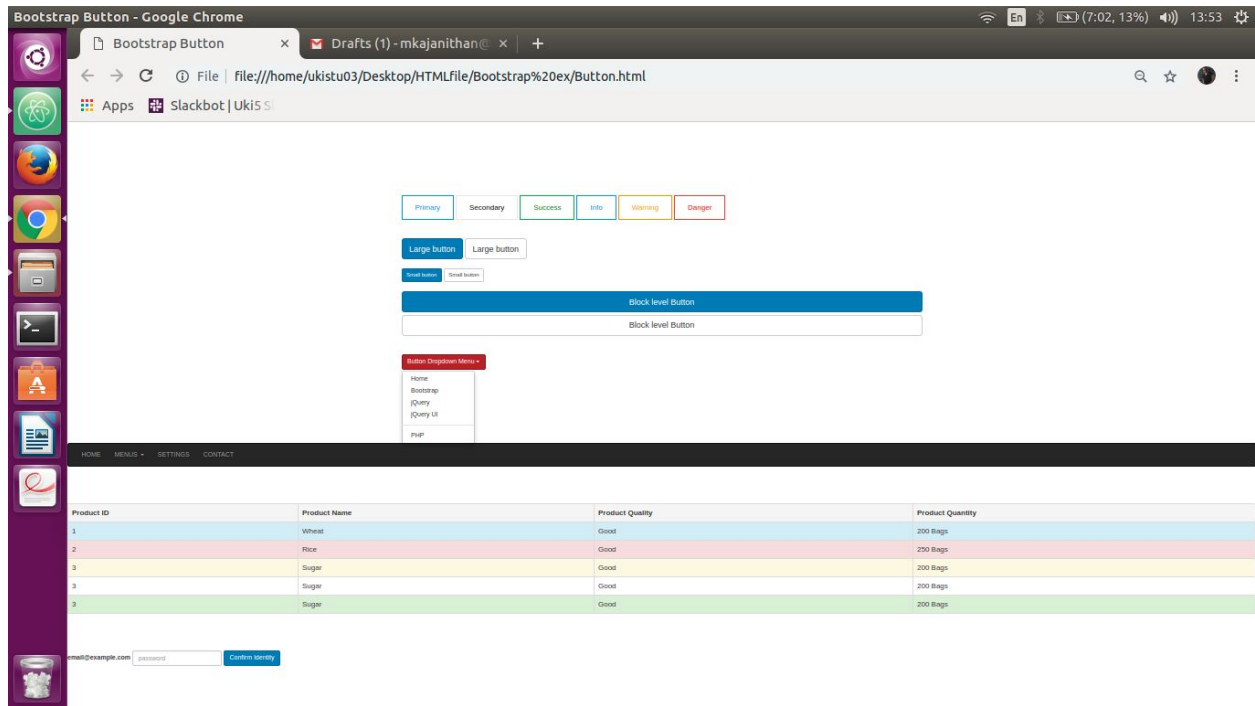 Bootstrap Button - Google Chrome
En (7:02, 13%) 13:53
Bootstrap Button × Drafts (1) - mkajanithan@ × +
File file:///home/ukistu03/Desktop/HTMLfile/Bootstrap%20ex/Button.html
Apps Slackbot | Uki5 S
Primary Secondary Success Info Warning Danger
Large button Large button
Small button Small button
Block level Button
Block level Button
Button Dropdown Menu
Home
Bootstrap
jQuery
jQuery UI
PHP
HOME MENUS SETTINGS CONTACT
Product ID Product Name Product Quality Product Quantity
1 Wheat Good 200 Bags
2 Rice Good 250 Bags
3 Sugar Good 200 Bags
3 Sugar Good 200 Bags
3 Sugar Good 200 Bags
email@example.com password Confirm identity